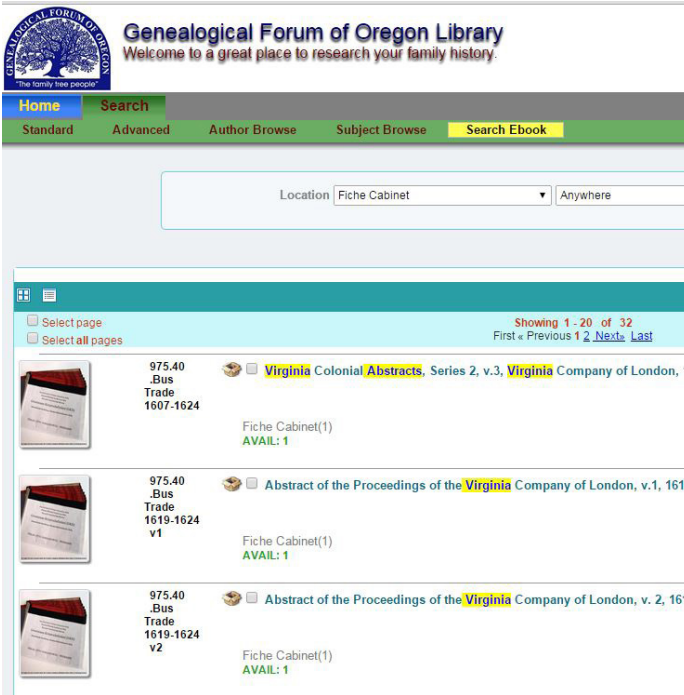 GENEALOGICAL FORUM OF OREGON
"The family tree people"
Genealogical Forum of Oregon Library
Welcome to a great place to research your family history.
Home Search
Standard Advanced Author Browse Subject Browse Search Ebook
Location Fiche Cabinet Anywhere
Select page
Select all pages
Showing 1 - 20 of 32
First « Previous 1 2 Next» Last
975.40
.Bus
Trade
1607-1624
Virginia Colonial Abstracts, Series 2, v.3, Virginia Company of London,
Fiche Cabinet(1)
AVAIL: 1
975.40
.Bus
Trade
1619-1624
v1
Abstract of the Proceedings of the Virginia Company of London, v.1, 161
Fiche Cabinet(1)
AVAIL: 1
975.40
.Bus
Trade
1619-1624
v2
Abstract of the Proceedings of the Virginia Company of London, v. 2, 16
Fiche Cabinet(1)
AVAIL: 1